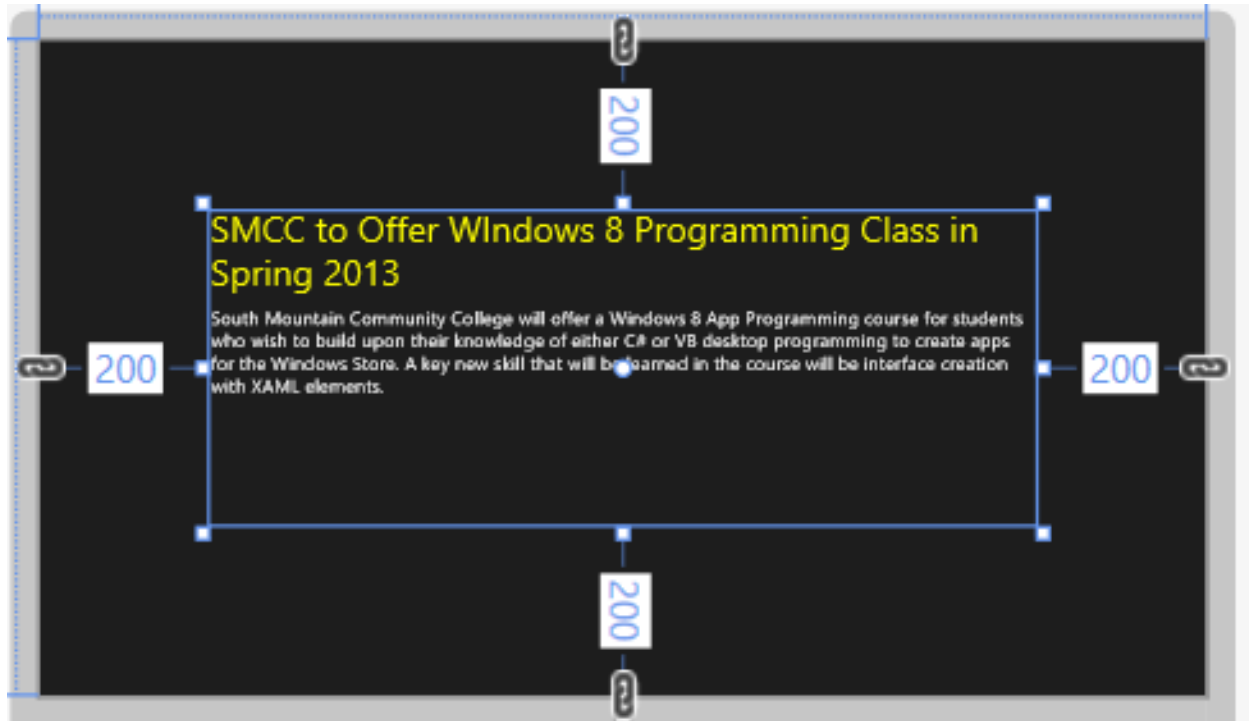 200
SMCC to Offer WIndows 8 Programming Class in
Spring 2013
South Mountain Community College will offer a Windows 8 App Programming course for students
who wish to build upon their knowledge of either C# or VB desktop programming to create apps
200
for the Windows Store. A key new skill that will be learned in the course will be interface creation
200
with XAML elements.
200